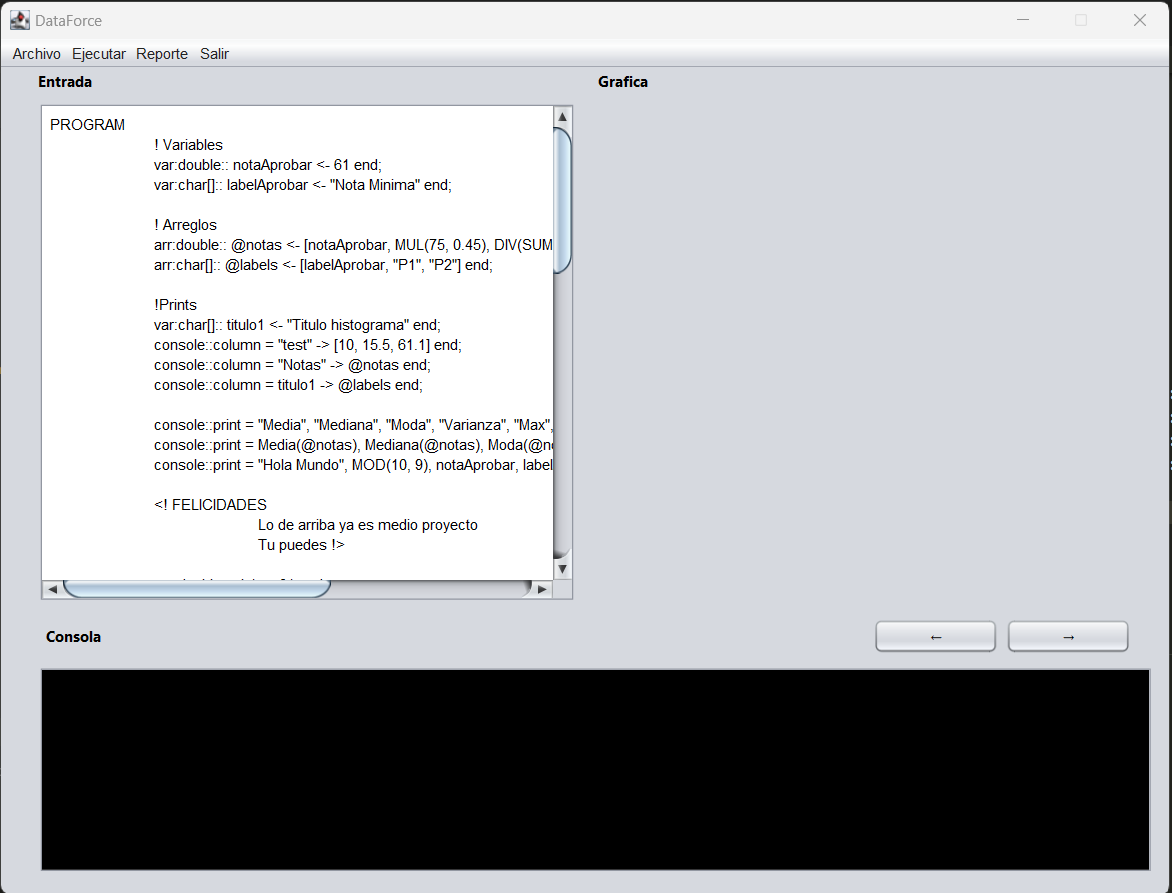 DataForce
Archivo Ejecutar Reporte Salir
Entrada
Grafica
PROGRAM
! Variables
var:double:: notaAprobar <- 61 end;
var:char[]:: labelAprobar <- "Nota Minima" end;
! Arreglos
arr:double:: @notas <- [notaAprobar, MUL(75, 0.45), DIV(SUM
arr:char[]:: @labels <- [labelAprobar, "P1", "P2"] end;
!Prints
var:char[]:: titulo1 <- "Titulo histograma" end;
console::column = "test" -> [10, 15.5, 61.1] end;
console::column = "Notas" -> @notas end;
console::column = titulo1 -> @labels end;
console::print = "Media", "Mediana", "Moda", "Varianza", "Max",
console::print = Media(@notas), Mediana(@notas), Moda(@no
console::print = "Hola Mundo", MOD(10, 9), notaAprobar, label
<! FELICIDADES
Lo de arriba ya es medio proyecto
Tu puedes !>
Consola
← →